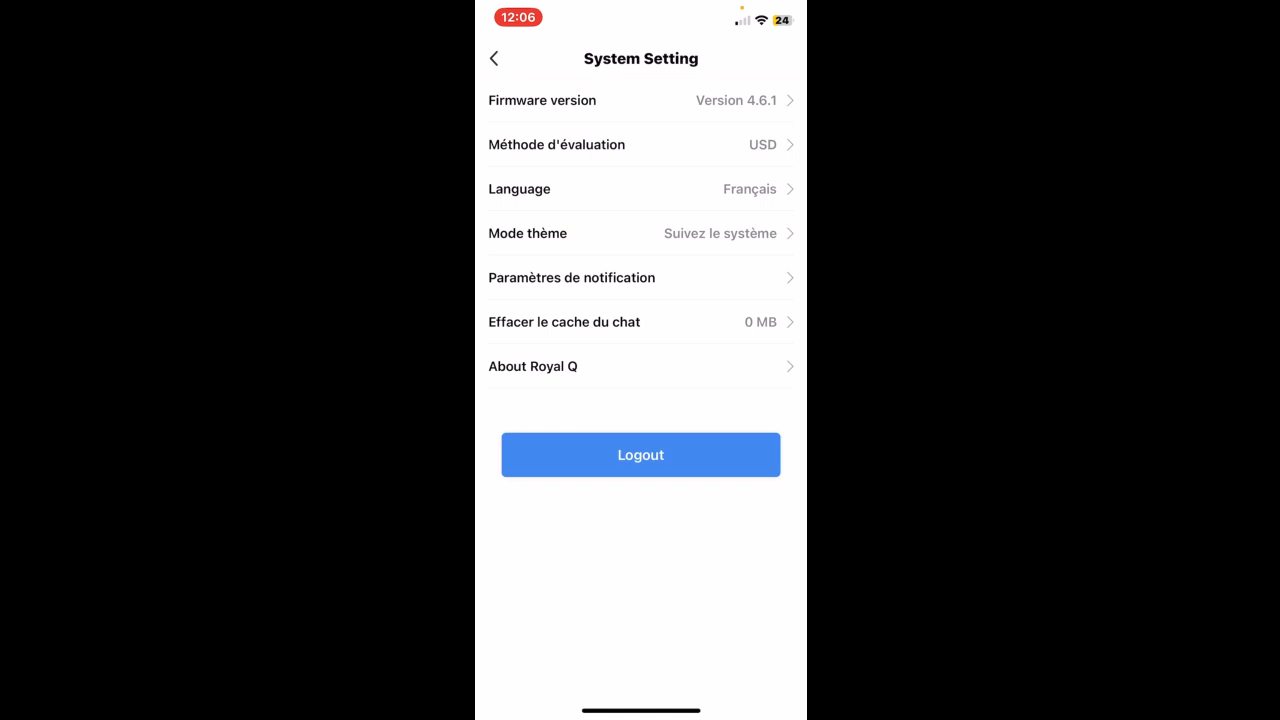 12:06
24
System Setting
Firmware version Version 4.6.1
Méthode d'évaluation USD
Language Français
Mode thème Suivez le système
Paramètres de notification
Effacer le cache du chat 0 MB
About Royal Q
Logout